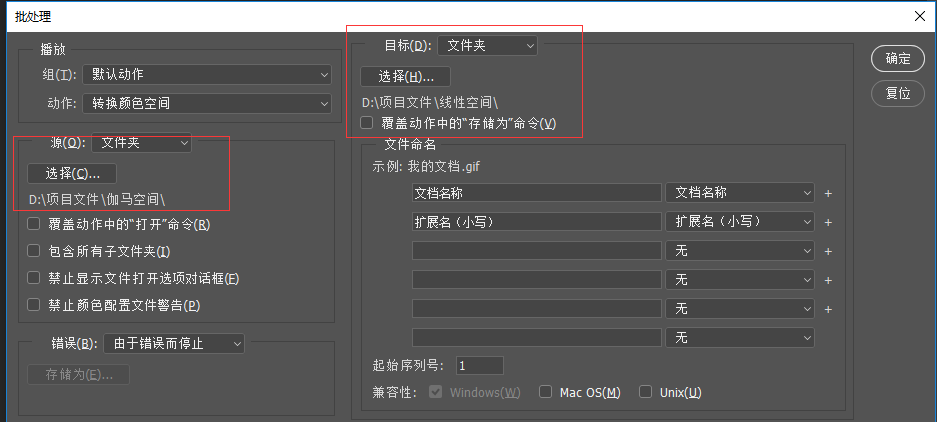 批处理
播放
组(T): 默认动作
动作: 转换颜色空间
源(O): 文件夹
选择(C)...
D:\项目文件\伽马空间\
覆盖动作中的“打开”命令(R)
包含所有子文件夹(I)
禁止显示文件打开选项对话框(F)
禁止颜色配置文件警告(P)
错误(B): 由于错误而停止
存储为(E)...
目标(D): 文件夹
选择(H)...
D:\项目文件\线性空间\
覆盖动作中的“存储为”命令(V)
文件命名
示例: 我的文档.gif
文档名称 文档名称 +
扩展名（小写） 扩展名（小写） +
无 +
无 +
无
起始序列号: 1
兼容性: Windows(W) Mac OS(M) Unix(U)
确定
复位